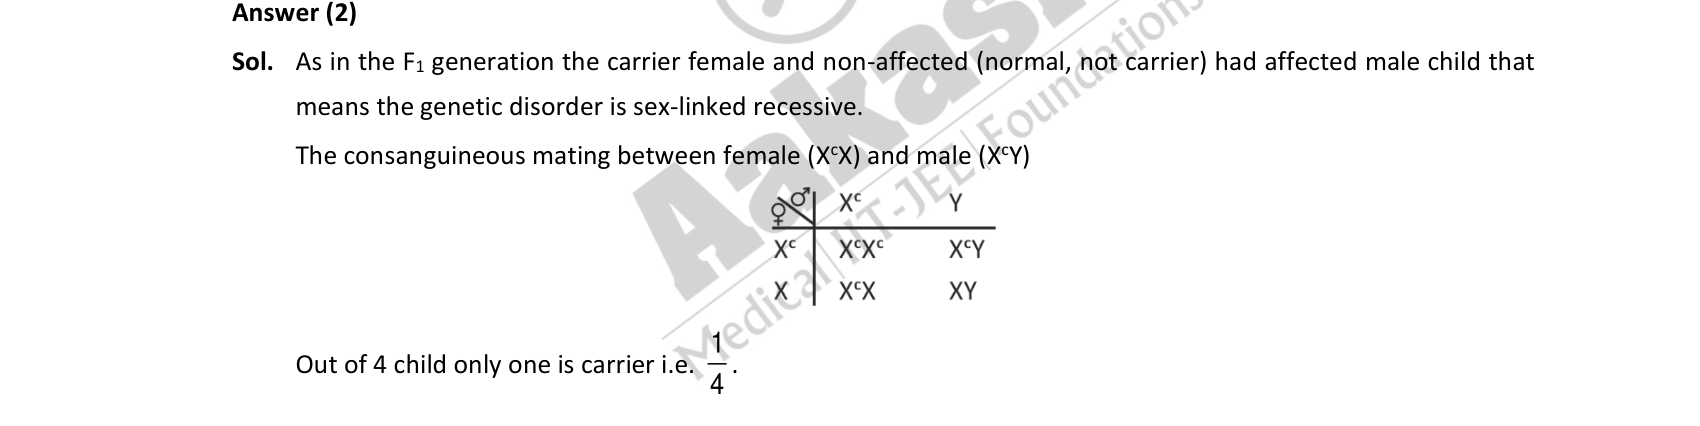 Answer (2)
Sol. As in the F₁ generation the carrier female and non-affected (normal, not carrier) had affected male child that
means the genetic disorder is sex-linked recessive.
The consanguineous mating between female (XᶜX) and male (XᶜY)
♀ ♂ Xᶜ Y
Xᶜ XᶜXᶜ XᶜY
X XᶜX XY
Out of 4 child only one is carrier i.e. 1/4.
Aakash
Medical|IIT-JEE|Foundations